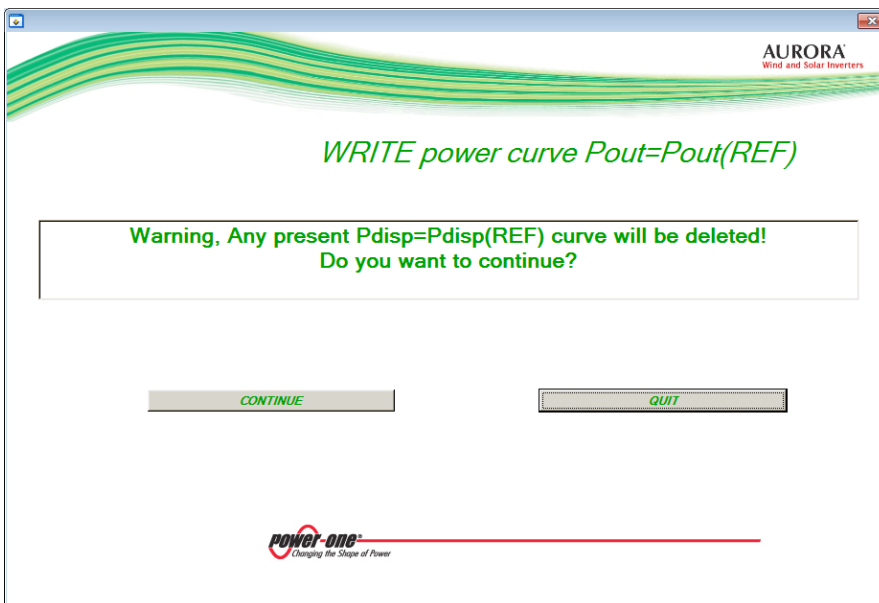 AURORA
Wind and Solar Inverters
WRITE power curve Pout=Pout(REF)
Warning, Any present Pdisp=Pdisp(REF) curve will be deleted!
Do you want to continue?
CONTINUE QUIT
power-one
Changing the Shape of Power